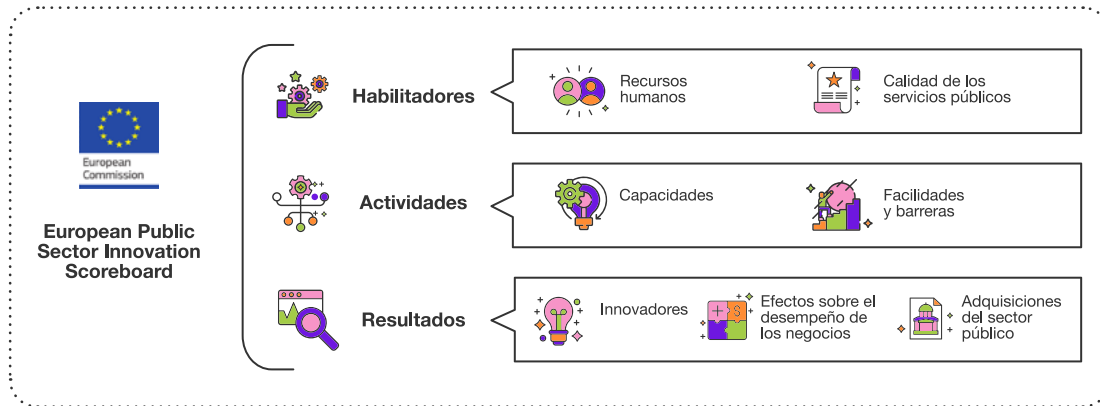 European
Commission
European Public
Sector Innovation
Scoreboard
Habilitadores
Recursos
humanos
Calidad de los
servicios públicos
Actividades
Capacidades
Facilidades
y barreras
Resultados
Innovadores
Efectos sobre el
desempeño de
los negocios
Adquisiciones
del sector
público